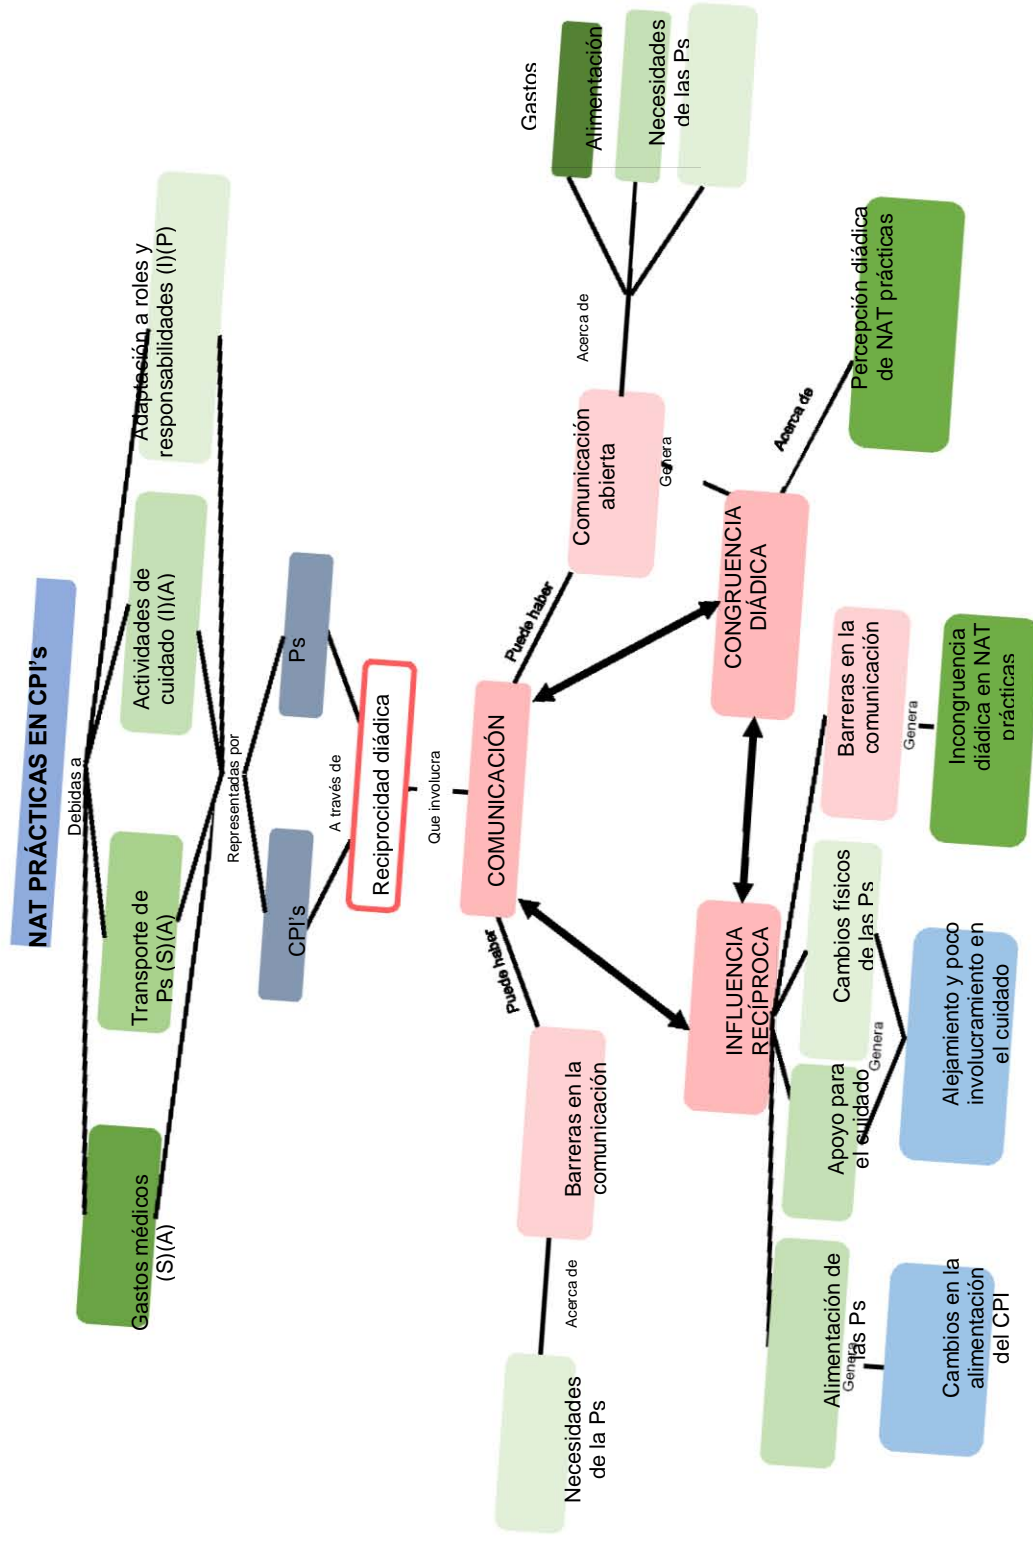 NAT PRÁCTICAS EN CPI's
Debidas a
Gastos médicos
(S)(A)
Transporte de
Ps (S)(A)
Actividades de
cuidado (I)(A)
Adaptación a roles y
responsabilidades (I)(P)
Representadas por
CPI's
Ps
A través de
Reciprocidad diádica
Que involucra
COMUNICACIÓN
Puede haber
Barreras en la
comunicación
Acerca de
Necesidades
de la Ps
Puede haber
Comunicación
abierta
Acerca de
Gastos
Alimentación
Necesidades
de las Ps
Genera
CONGRUENCIA
DIÁDICA
Acerca de
Percepción diádica
de NAT prácticas
INFLUENCIA
RECÍPROCA
Alimentación de
las Ps
Genera
Cambios en la
alimentación
del CPI
Apoyo para
el cuidado
Cambios físicos
de las Ps
Genera
Alejamiento y poco
involucramiento en
el cuidado
Barreras en la
comunicación
Genera
Incongruencia
diádica en NAT
prácticas